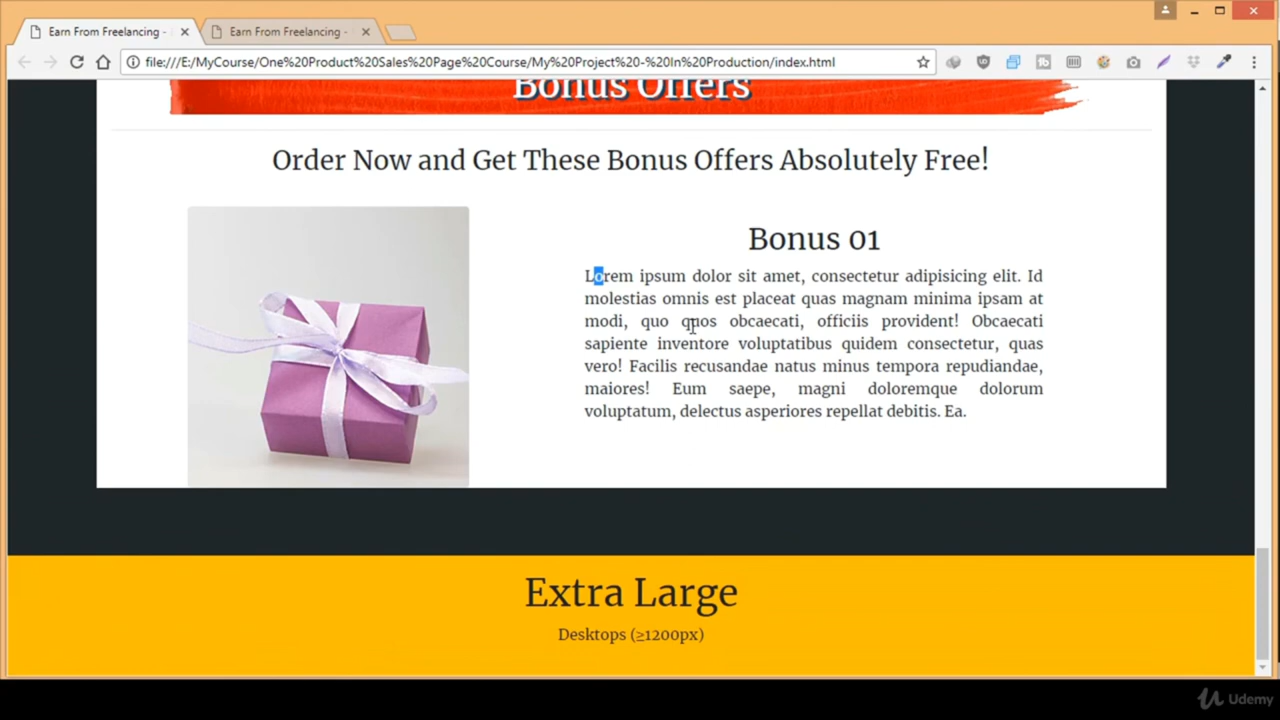 Earn From Freelancing -
Earn From Freelancing -
file:///E:/MyCourse/One%20Product%20Sales%20Page%20Course/My%20Project%20-%20In%20Production/index.html
Bonus Offers
Order Now and Get These Bonus Offers Absolutely Free!
Bonus 01
Lorem ipsum dolor sit amet, consectetur adipisicing elit. Id
molestias omnis est placeat quas magnam minima ipsam at
modi, quo quos obcaecati, officiis provident! Obcaecati
sapiente inventore voluptatibus quidem consectetur, quas
vero! Facilis recusandae natus minus tempora repudiandae,
maiores! Eum saepe, magni doloremque dolorum
voluptatum, delectus asperiores repellat debitis. Ea.
Extra Large
Desktops (≥1200px)
Udemy